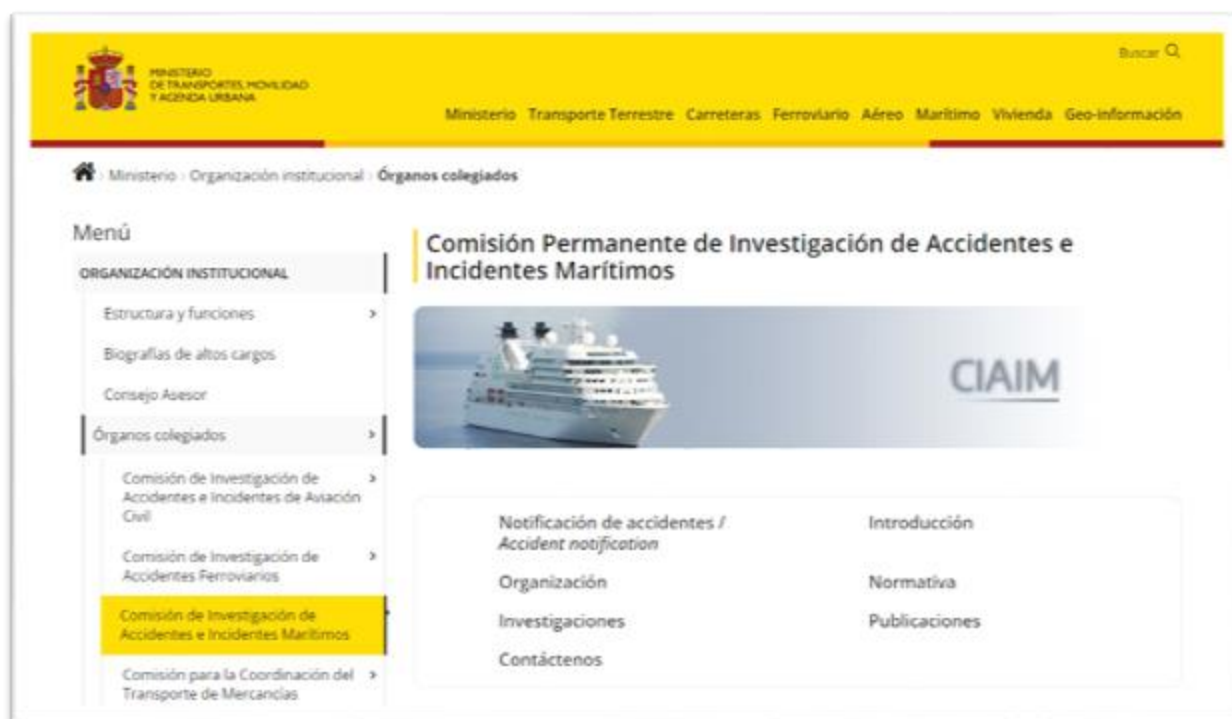 MINISTERIO
DE TRANSPORTES, MOVILIDAD
Y AGENDA URBANA
Buscar
Ministerio Transporte Terrestre Carreteras Ferroviario Aéreo Marítimo Vivienda Geo-información
Ministerio › Organización institucional › Órganos colegiados
Menú
ORGANIZACIÓN INSTITUCIONAL
Estructura y funciones
Biografías de altos cargos
Consejo Asesor
Órganos colegiados
Comisión de Investigación de
Accidentes e Incidentes de Aviación
Civil
Comisión de Investigación de
Accidentes Ferroviarios
Comisión de Investigación de
Accidentes e Incidentes Marítimos
Comisión para la Coordinación del
Transporte de Mercancías
Comisión Permanente de Investigación de Accidentes e
Incidentes Marítimos
CIAIM
Notificación de accidentes /
Accident notification
Introducción
Organización
Normativa
Investigaciones
Publicaciones
Contáctenos